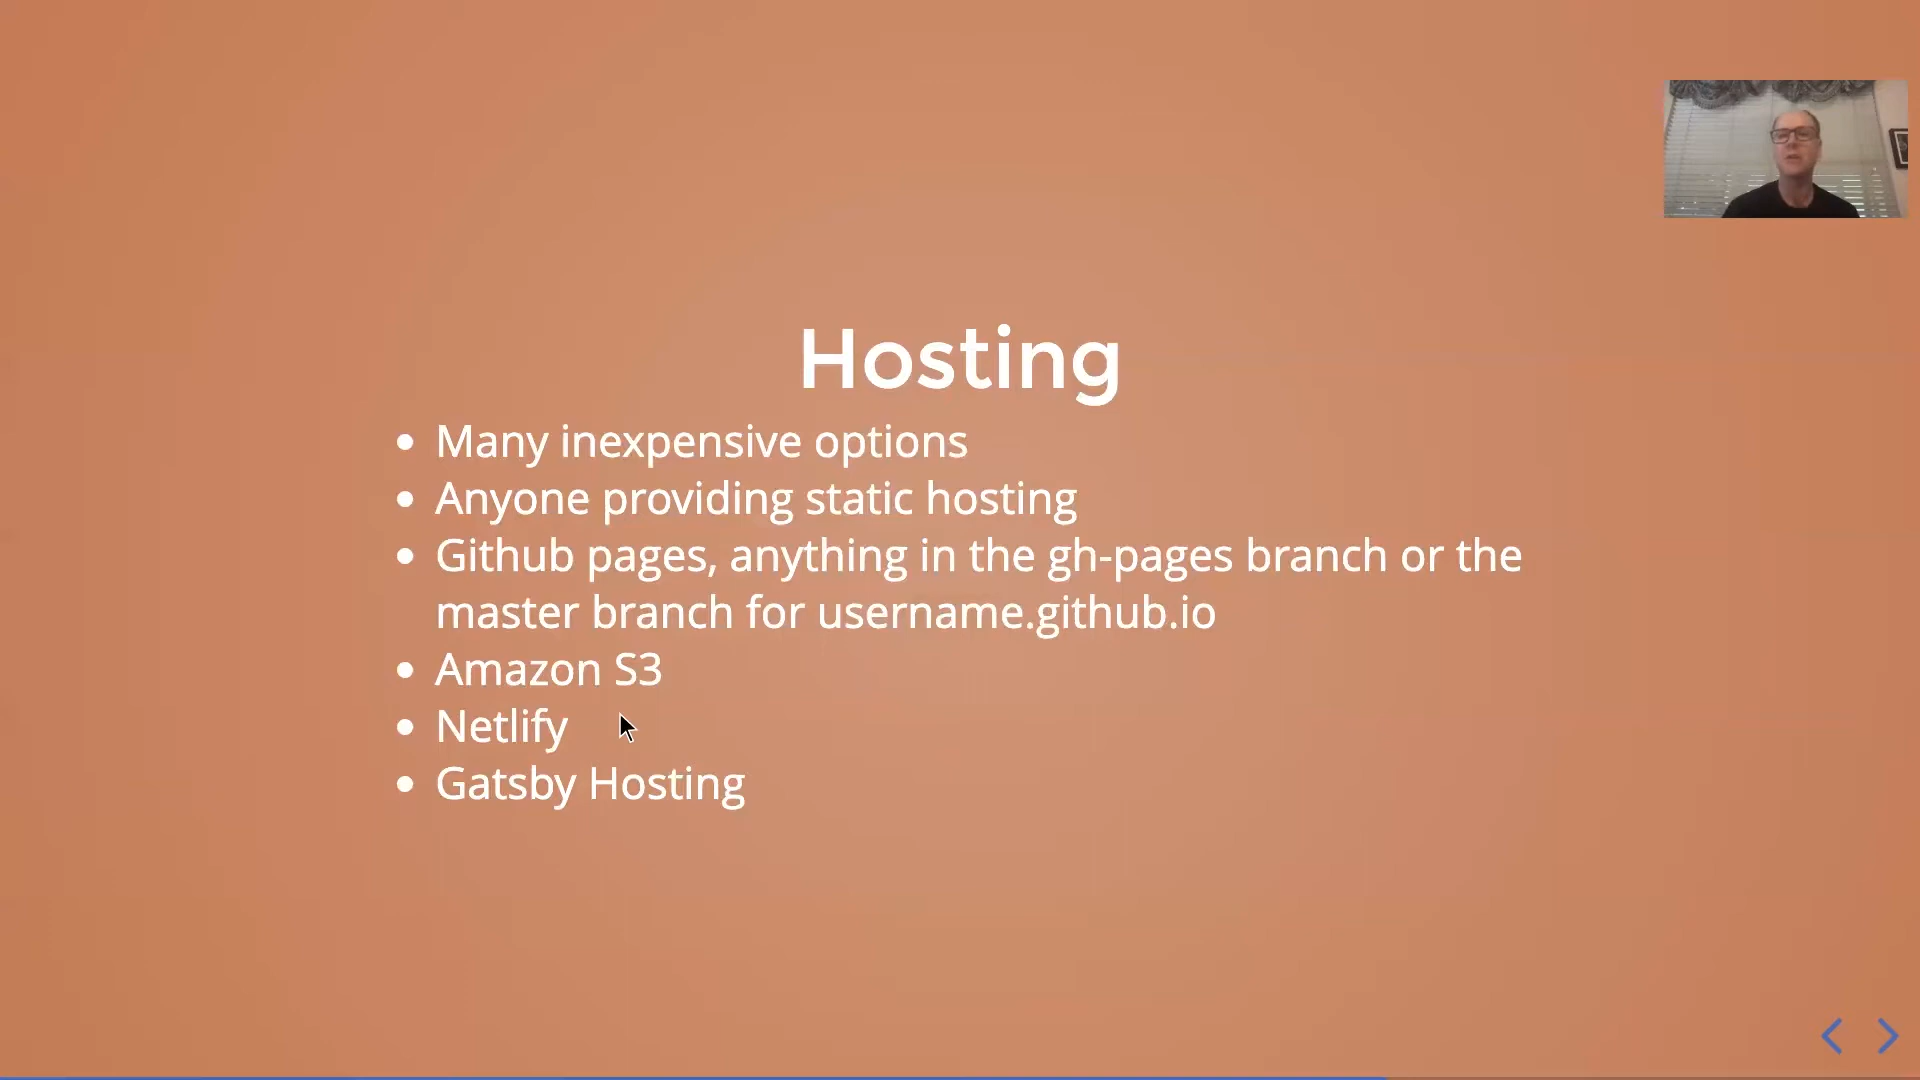 Hosting
Many inexpensive options
Anyone providing static hosting
Github pages, anything in the gh-pages branch or the
master branch for username.github.io
Amazon S3
Netlify
Gatsby Hosting